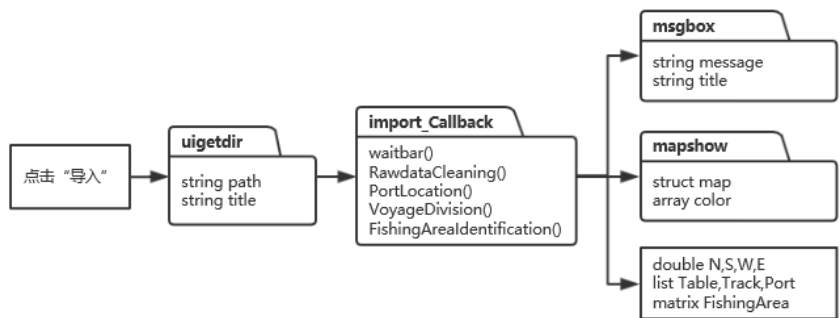 点击“导入”
uigetdir
string path
string title
import_Callback
waitbar()
RawdataCleaning()
PortLocation()
VoyageDivision()
FishingAreaIdentification()
msgbox
string message
string title
mapshow
struct map
array color
double N,S,W,E
list Table,Track,Port
matrix FishingArea